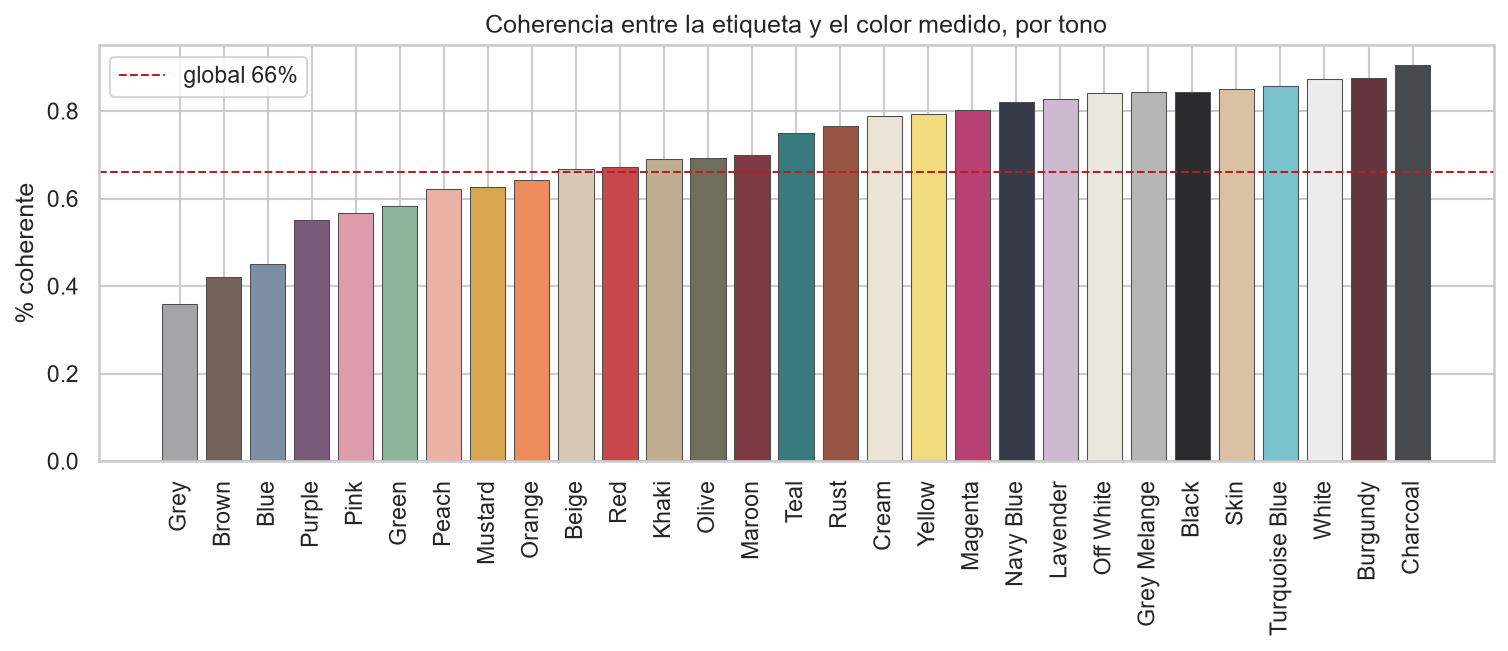 Coherencia entre la etiqueta y el color medido, por tono
global 66%
% coherente
0.8
0.6
0.4
0.2
0.0
Grey
Brown
Blue
Purple
Pink
Green
Peach
Mustard
Orange
Beige
Red
Khaki
Olive
Maroon
Teal
Rust
Cream
Yellow
Magenta
Navy Blue
Lavender
Off White
Grey Melange
Black
Skin
Turquoise Blue
White
Burgundy
Charcoal